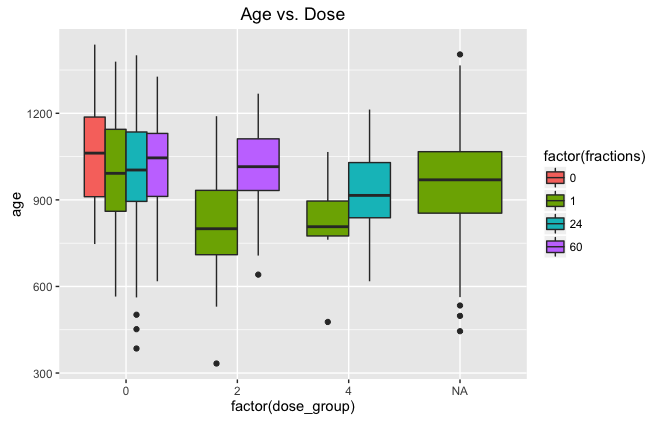 Age vs. Dose
1200
900
600
300
age
0
2
4
NA
factor(dose_group)
factor(fractions)
0
1
24
60